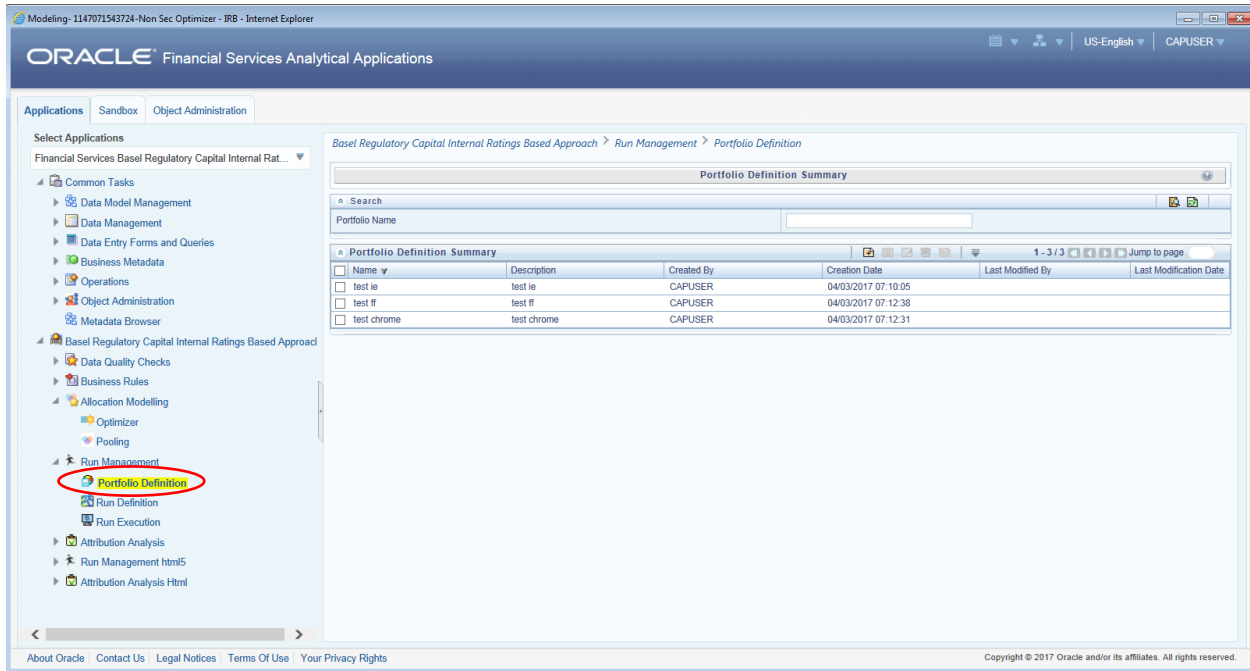 Modeling- 1147071543724-Non Sec Optimizer - IRB - Internet Explorer
ORACLE Financial Services Analytical Applications
US-English CAPUSER
Applications Sandbox Object Administration
Select Applications
Financial Services Basel Regulatory Capital Internal Rat...
Common Tasks
Data Model Management
Data Management
Data Entry Forms and Queries
Business Metadata
Operations
Object Administration
Metadata Browser
Basel Regulatory Capital Internal Ratings Based Approacl
Data Quality Checks
Business Rules
Allocation Modelling
Optimizer
Pooling
Run Management
Portfolio Definition
Run Definition
Run Execution
Attribution Analysis
Run Management html5
Attribution Analysis Html
Basel Regulatory Capital Internal Ratings Based Approach > Run Management > Portfolio Definition
Portfolio Definition Summary
Search
Portfolio Name
Portfolio Definition Summary 1 - 3 / 3 Jump to page
Name Description Created By Creation Date Last Modified By Last Modification Date
test ie test ie CAPUSER 04/03/2017 07:10:05
test ff test ff CAPUSER 04/03/2017 07:12:38
test chrome test chrome CAPUSER 04/03/2017 07:12:31
About Oracle Contact Us Legal Notices Terms Of Use Your Privacy Rights
Copyright © 2017 Oracle and/or its affiliates. All rights reserved.